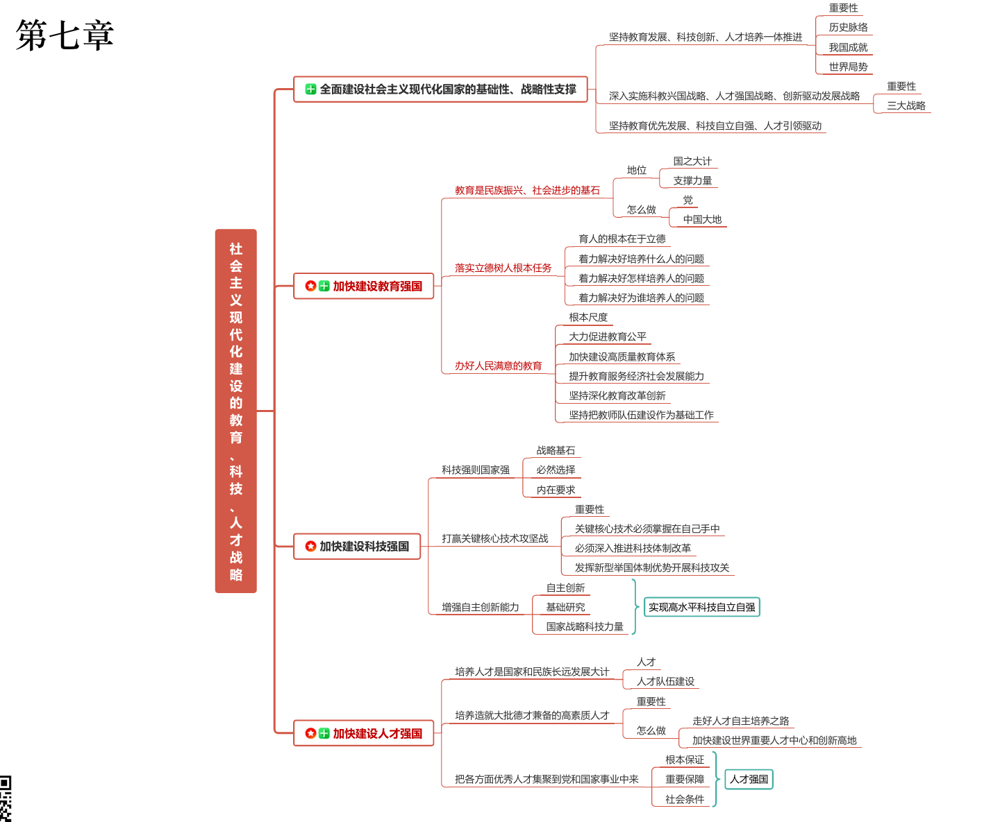 第七章
社会主义现代化建设的教育、科技、人才战略
全面建设社会主义现代化国家的基础性、战略性支撑
坚持教育发展、科技创新、人才培养一体推进
重要性
历史脉络
我国成就
世界局势
深入实施科教兴国战略、人才强国战略、创新驱动发展战略
重要性
三大战略
坚持教育优先发展、科技自立自强、人才引领驱动
加快建设教育强国
教育是民族振兴、社会进步的基石
地位
国之大计
支撑力量
怎么做
党
中国大地
落实立德树人根本任务
育人的根本在于立德
着力解决好培养什么人的问题
着力解决好怎样培养人的问题
着力解决好为谁培养人的问题
办好人民满意的教育
根本尺度
大力促进教育公平
加快建设高质量教育体系
提升教育服务经济社会发展能力
坚持深化教育改革创新
坚持把教师队伍建设作为基础工作
加快建设科技强国
科技强则国家强
战略基石
必然选择
内在要求
打赢关键核心技术攻坚战
重要性
关键核心技术必须掌握在自己手中
必须深入推进科技体制改革
发挥新型举国体制优势开展科技攻关
增强自主创新能力
自主创新
基础研究
国家战略科技力量
实现高水平科技自立自强
加快建设人才强国
培养人才是国家和民族长远发展大计
人才
人才队伍建设
培养造就大批德才兼备的高素质人才
重要性
怎么做
走好人才自主培养之路
加快建设世界重要人才中心和创新高地
把各方面优秀人才集聚到党和国家事业中来
根本保证
重要保障
社会条件
人才强国